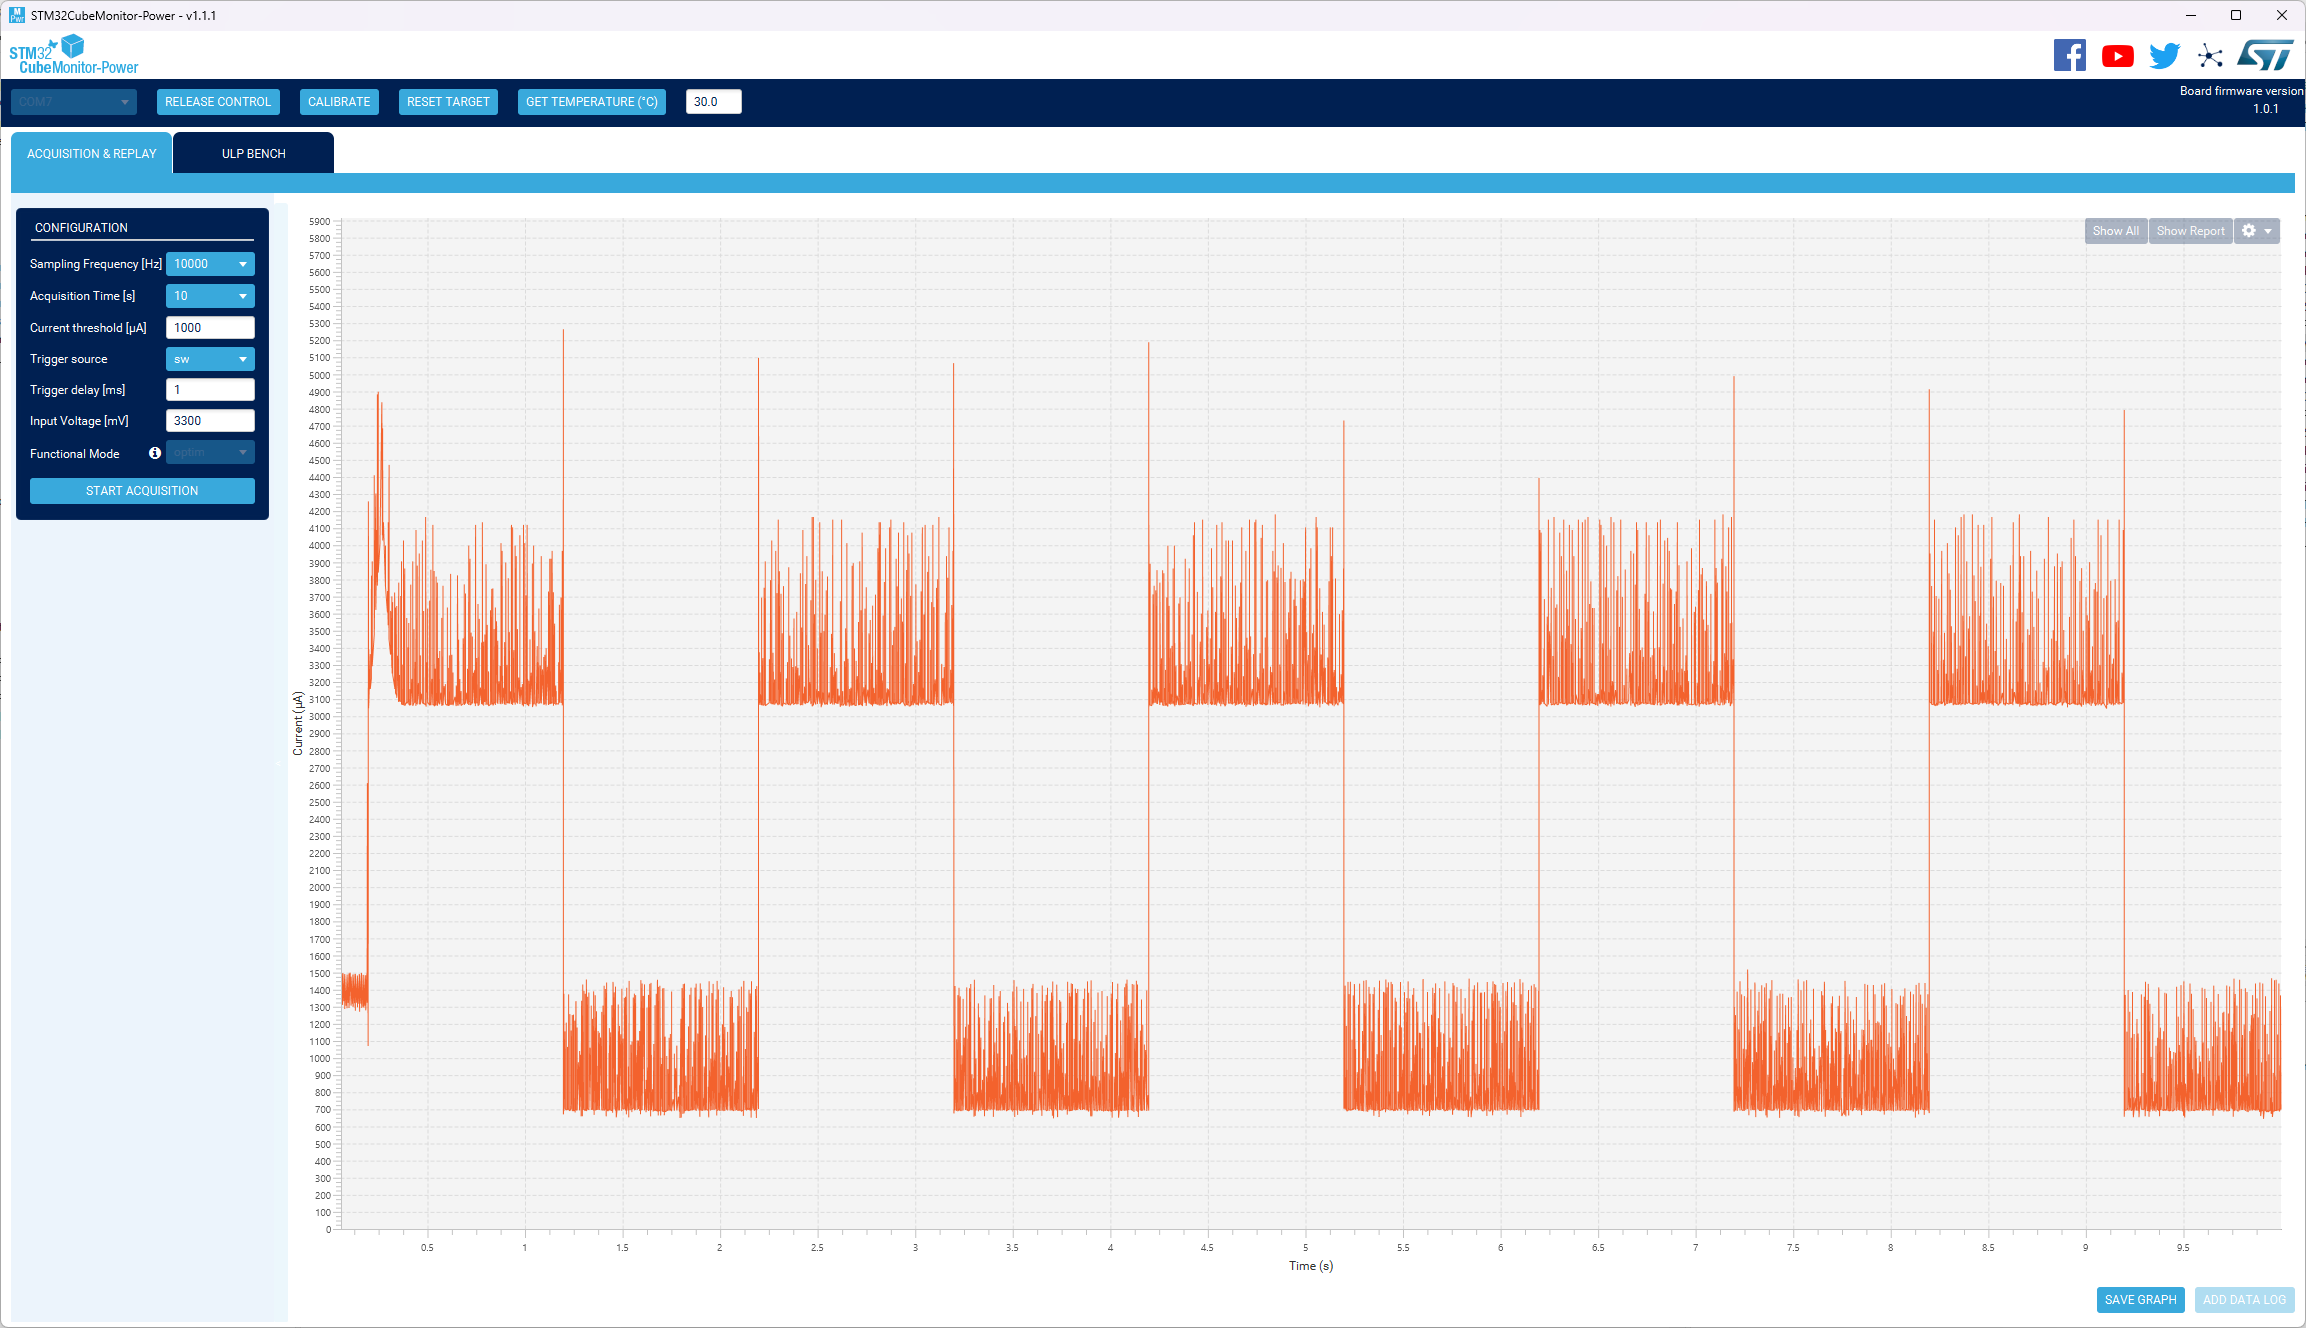 STM32CubeMonitor-Power - v1.1.1
STM32
CubeMonitor-Power
COM7
RELEASE CONTROL
CALIBRATE
RESET TARGET
GET TEMPERATURE (°C)
30.0
Board firmware version
1.0.1
ACQUISITION & REPLAY
ULP BENCH
CONFIGURATION
Sampling Frequency [Hz] 10000
Acquisition Time [s] 10
Current threshold [µA] 1000
Trigger source sw
Trigger delay [ms] 1
Input Voltage [mV] 3300
Functional Mode optim
START ACQUISITION
Show All
Show Report
5900
5800
5700
5600
5500
5400
5300
5200
5100
5000
4900
4800
4700
4600
4500
4400
4300
4200
4100
4000
3900
3800
3700
3600
3500
3400
3300
3200
3100
3000
2900
2800
2700
2600
2500
2400
2300
2200
2100
2000
1900
1800
1700
1600
1500
1400
1300
1200
1100
1000
900
800
700
600
500
400
300
200
100
0
Current (µA)
0.5 1 1.5 2 2.5 3 3.5 4 4.5 5 5.5 6 6.5 7 7.5 8 8.5 9 9.5
Time (s)
SAVE GRAPH
ADD DATA LOG